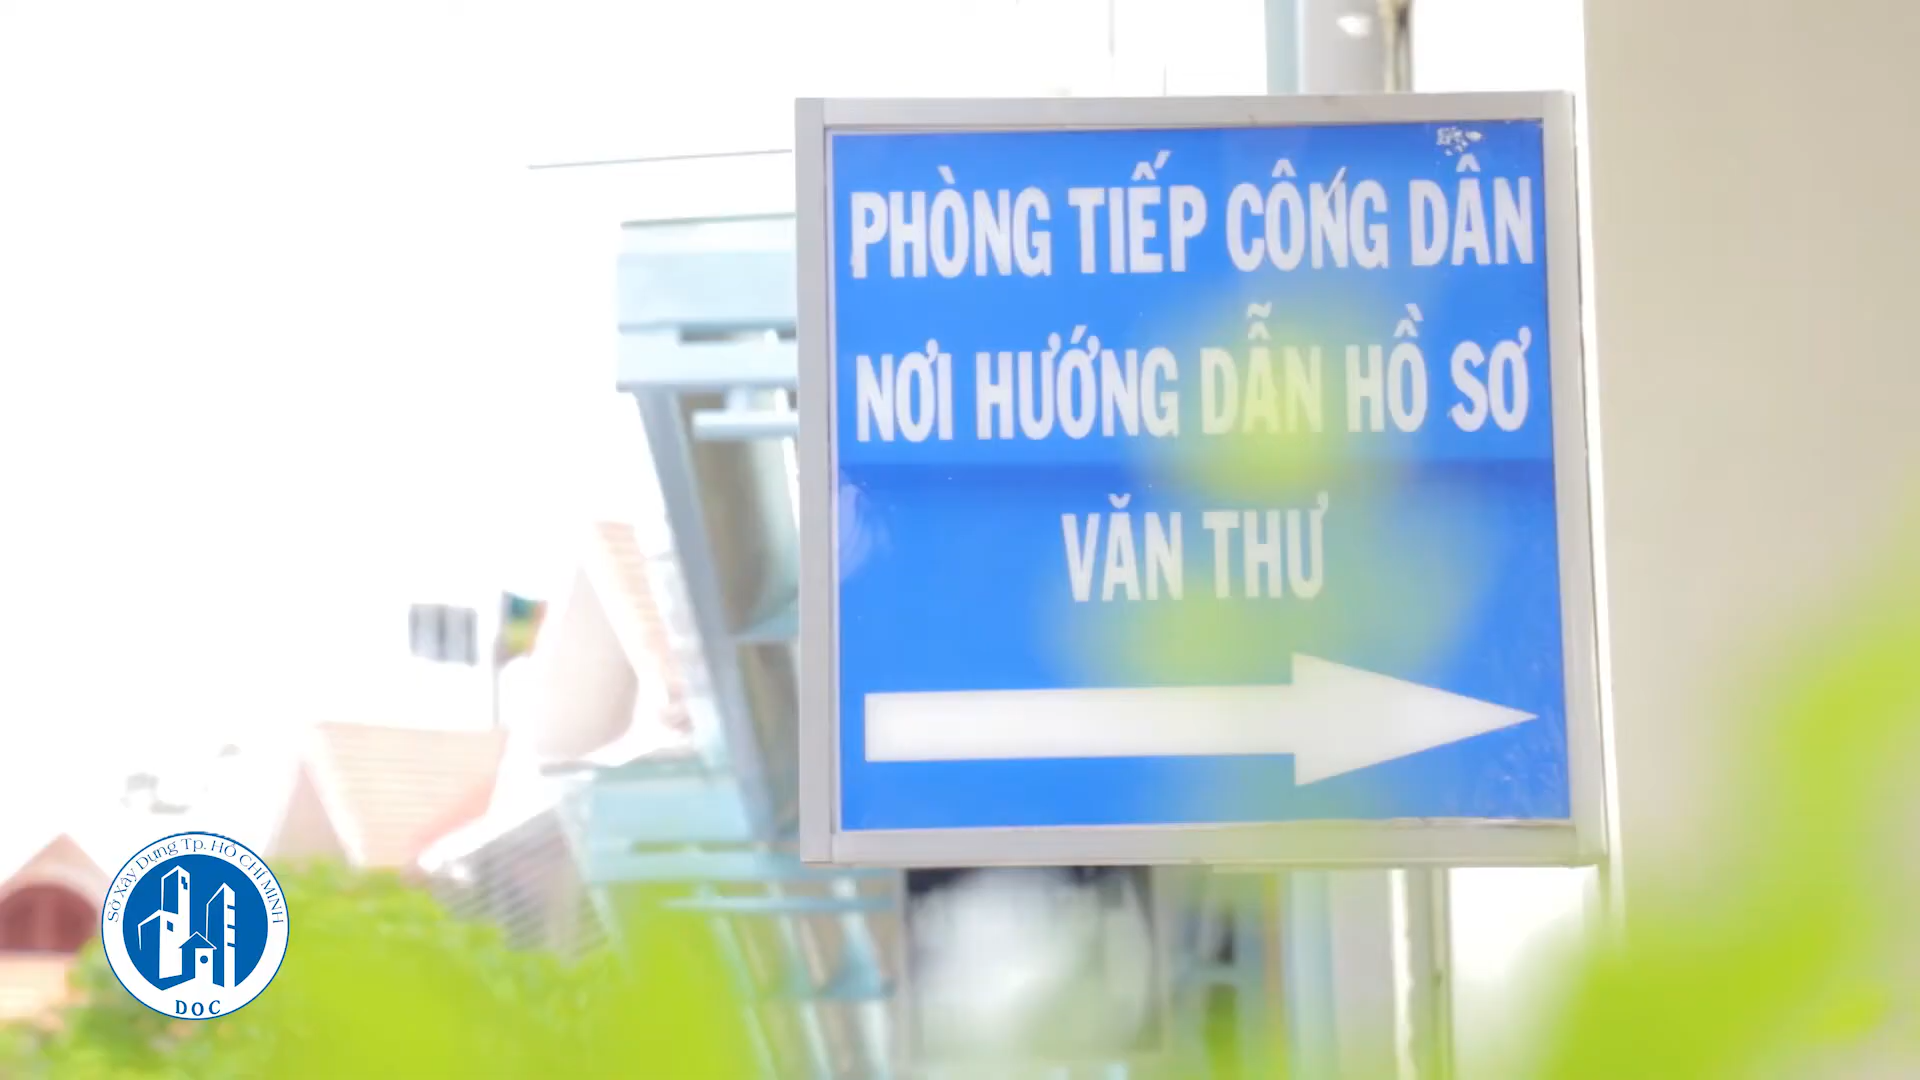 PHÒNG TIẾP CÔNG DÂN
NƠI HƯỚNG DẪN HỒ SƠ
VĂN THƯ
Sở Xây Dựng Tp. HỒ CHÍ MINH
DOC